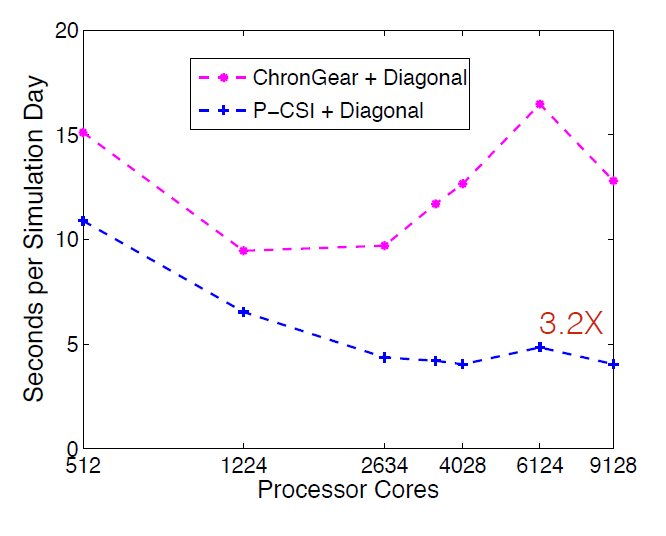 20
15
10
5
0
Seconds per Simulation Day
ChronGear + Diagonal
P-CSI + Diagonal
3.2X
512 1224 2634 4028 6124 9128
Processor Cores